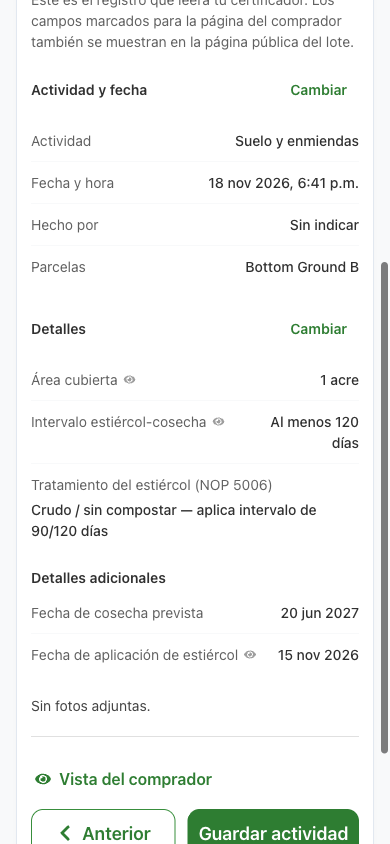 Este es el registro que leerá tu certificador. Los
campos marcados para la página del comprador
también se muestran en la página pública del lote.
Actividad y fecha Cambiar
Actividad Suelo y enmiendas
Fecha y hora 18 nov 2026, 6:41 p.m.
Hecho por Sin indicar
Parcelas Bottom Ground B
Detalles Cambiar
Área cubierta 1 acre
Intervalo estiércol-cosecha Al menos 120
días
Tratamiento del estiércol (NOP 5006)
Crudo / sin compostar — aplica intervalo de
90/120 días
Detalles adicionales
Fecha de cosecha prevista 20 jun 2027
Fecha de aplicación de estiércol 15 nov 2026
Sin fotos adjuntas.
Vista del comprador
Anterior Guardar actividad